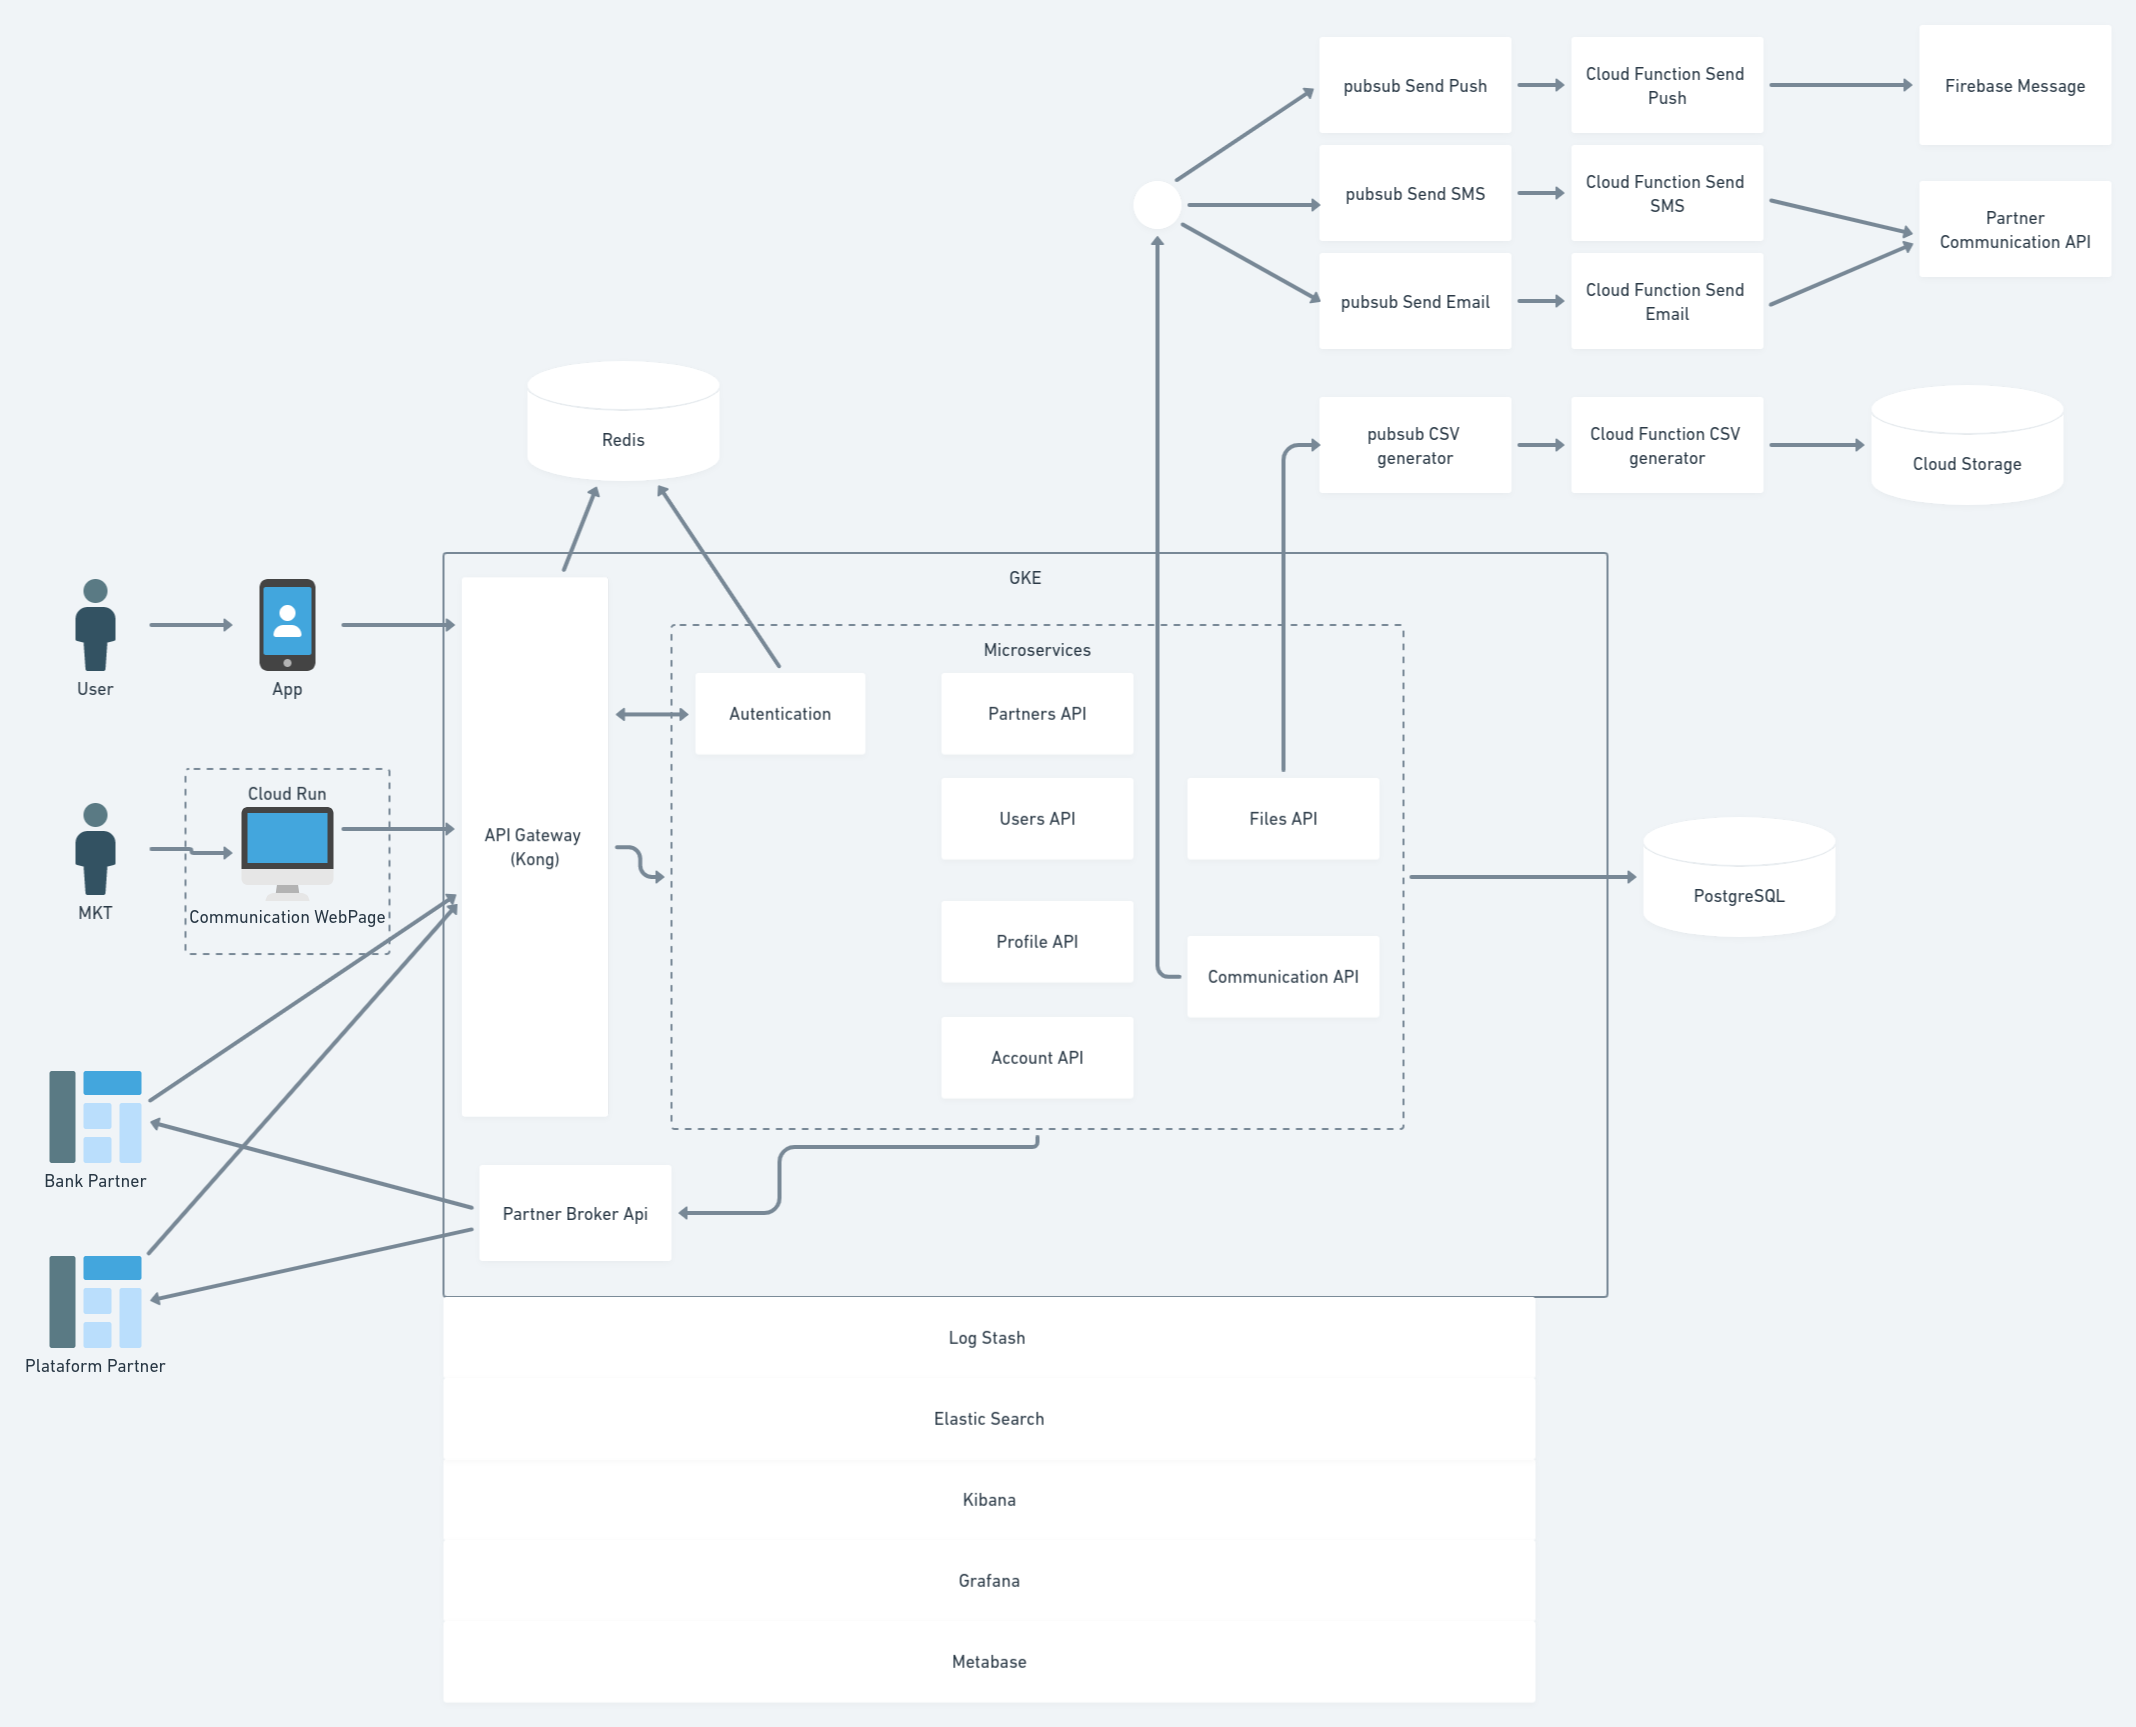 pubsub Send Push
Cloud Function Send
Push
Firebase Message
pubsub Send SMS
Cloud Function Send
SMS
Partner
Communication API
pubsub Send Email
Cloud Function Send
Email
Redis
pubsub CSV
generator
Cloud Function CSV
generator
Cloud Storage
GKE
User
App
Microservices
Autentication
Partners API
Cloud Run
MKT
Communication WebPage
API Gateway
(Kong)
Users API
Files API
Profile API
Communication API
Account API
PostgreSQL
Bank Partner
Partner Broker Api
Plataform Partner
Log Stash
Elastic Search
Kibana
Grafana
Metabase